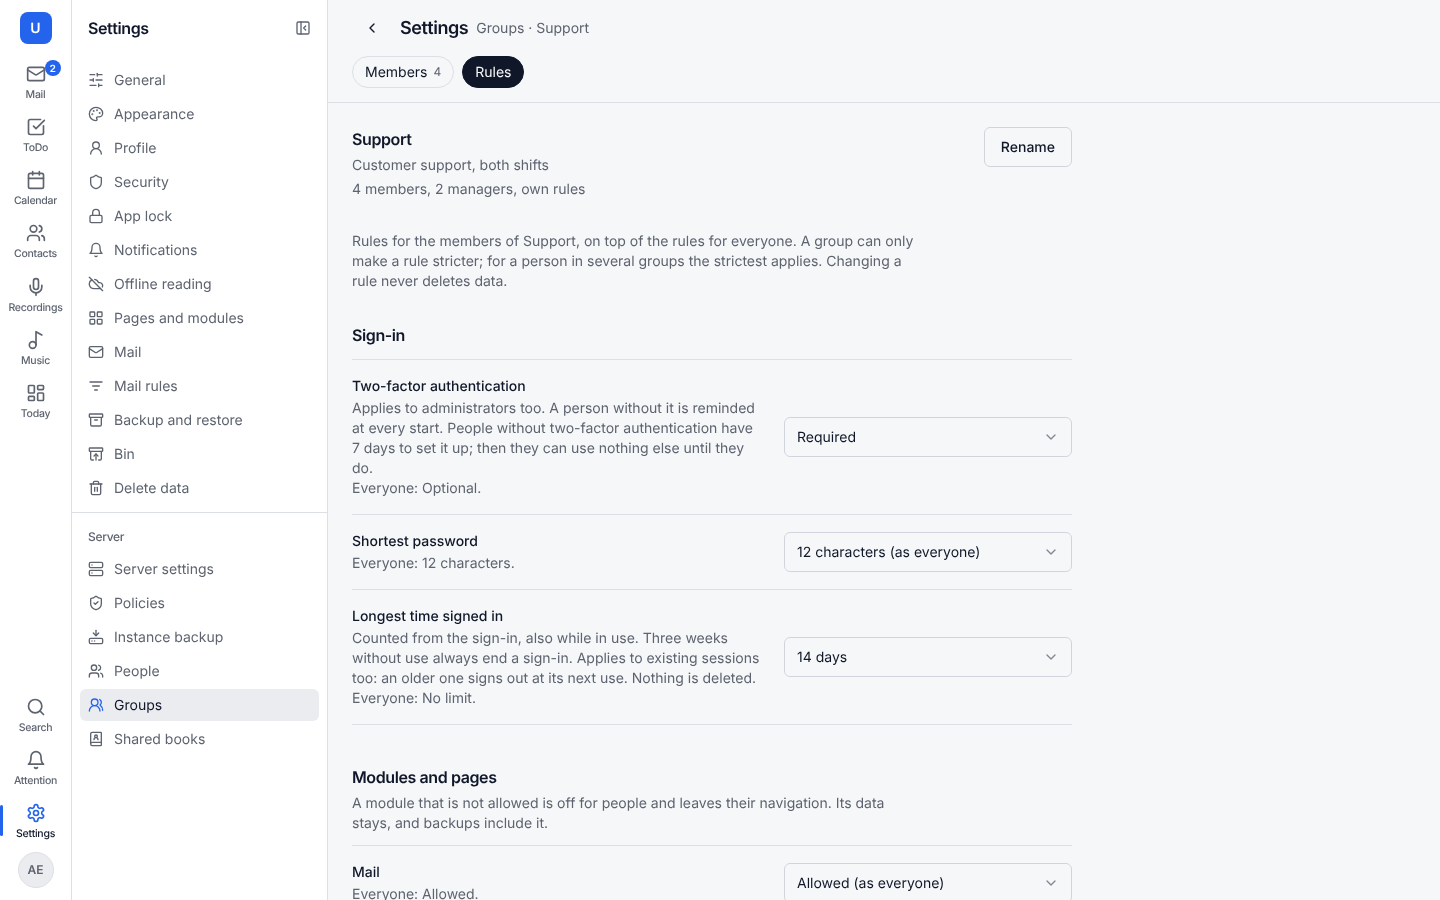 U
Mail
2
ToDo
Calendar
Contacts
Recordings
Music
Today
Search
Attention
Settings
AE
Settings
General
Appearance
Profile
Security
App lock
Notifications
Offline reading
Pages and modules
Mail
Mail rules
Backup and restore
Bin
Delete data
Server
Server settings
Policies
Instance backup
People
Groups
Shared books
Settings Groups · Support
Members 4
Rules
Support
Customer support, both shifts
4 members, 2 managers, own rules
Rename
Rules for the members of Support, on top of the rules for everyone. A group can only
make a rule stricter; for a person in several groups the strictest applies. Changing a
rule never deletes data.
Sign-in
Two-factor authentication
Applies to administrators too. A person without it is reminded
at every start. People without two-factor authentication have
7 days to set it up; then they can use nothing else until they
do.
Everyone: Optional.
Required
Shortest password
Everyone: 12 characters.
12 characters (as everyone)
Longest time signed in
Counted from the sign-in, also while in use. Three weeks
without use always end a sign-in. Applies to existing sessions
too: an older one signs out at its next use. Nothing is deleted.
Everyone: No limit.
14 days
Modules and pages
A module that is not allowed is off for people and leaves their navigation. Its data
stays, and backups include it.
Mail
Everyone: Allowed.
Allowed (as everyone)